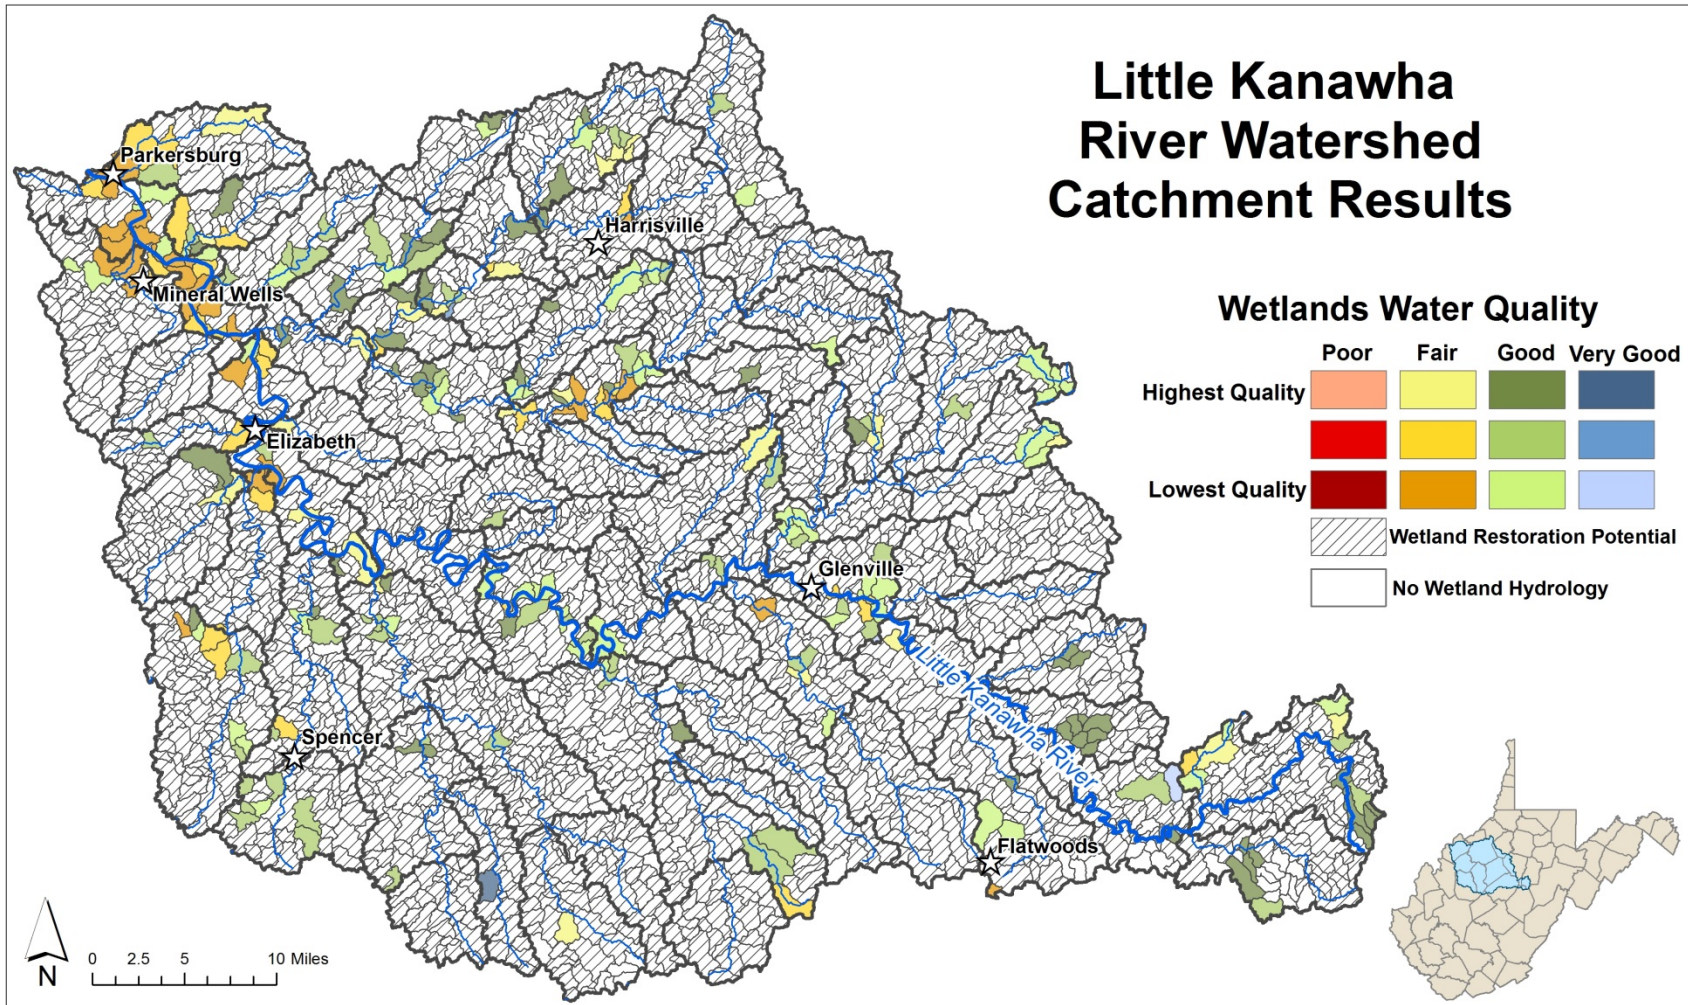 Little Kanawha
River Watershed
Catchment Results
Parkersburg
Harrisville
Mineral Wells
Elizabeth
Glenville
Little Kanawha River
Spencer
Flatwoods
Wetlands Water Quality
Poor Fair Good Very Good
Highest Quality
Lowest Quality
Wetland Restoration Potential
No Wetland Hydrology
N
0 2.5 5 10 Miles